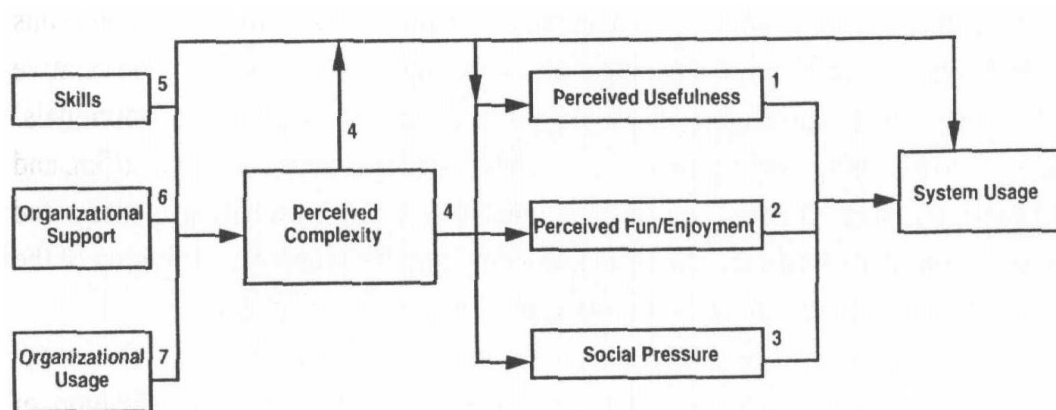 5
Skills
4
Perceived Usefulness
1
6
Organizational
Support
Perceived
Complexity
4
Perceived Fun/Enjoyment
2
System Usage
7
Organizational
Usage
Social Pressure
3